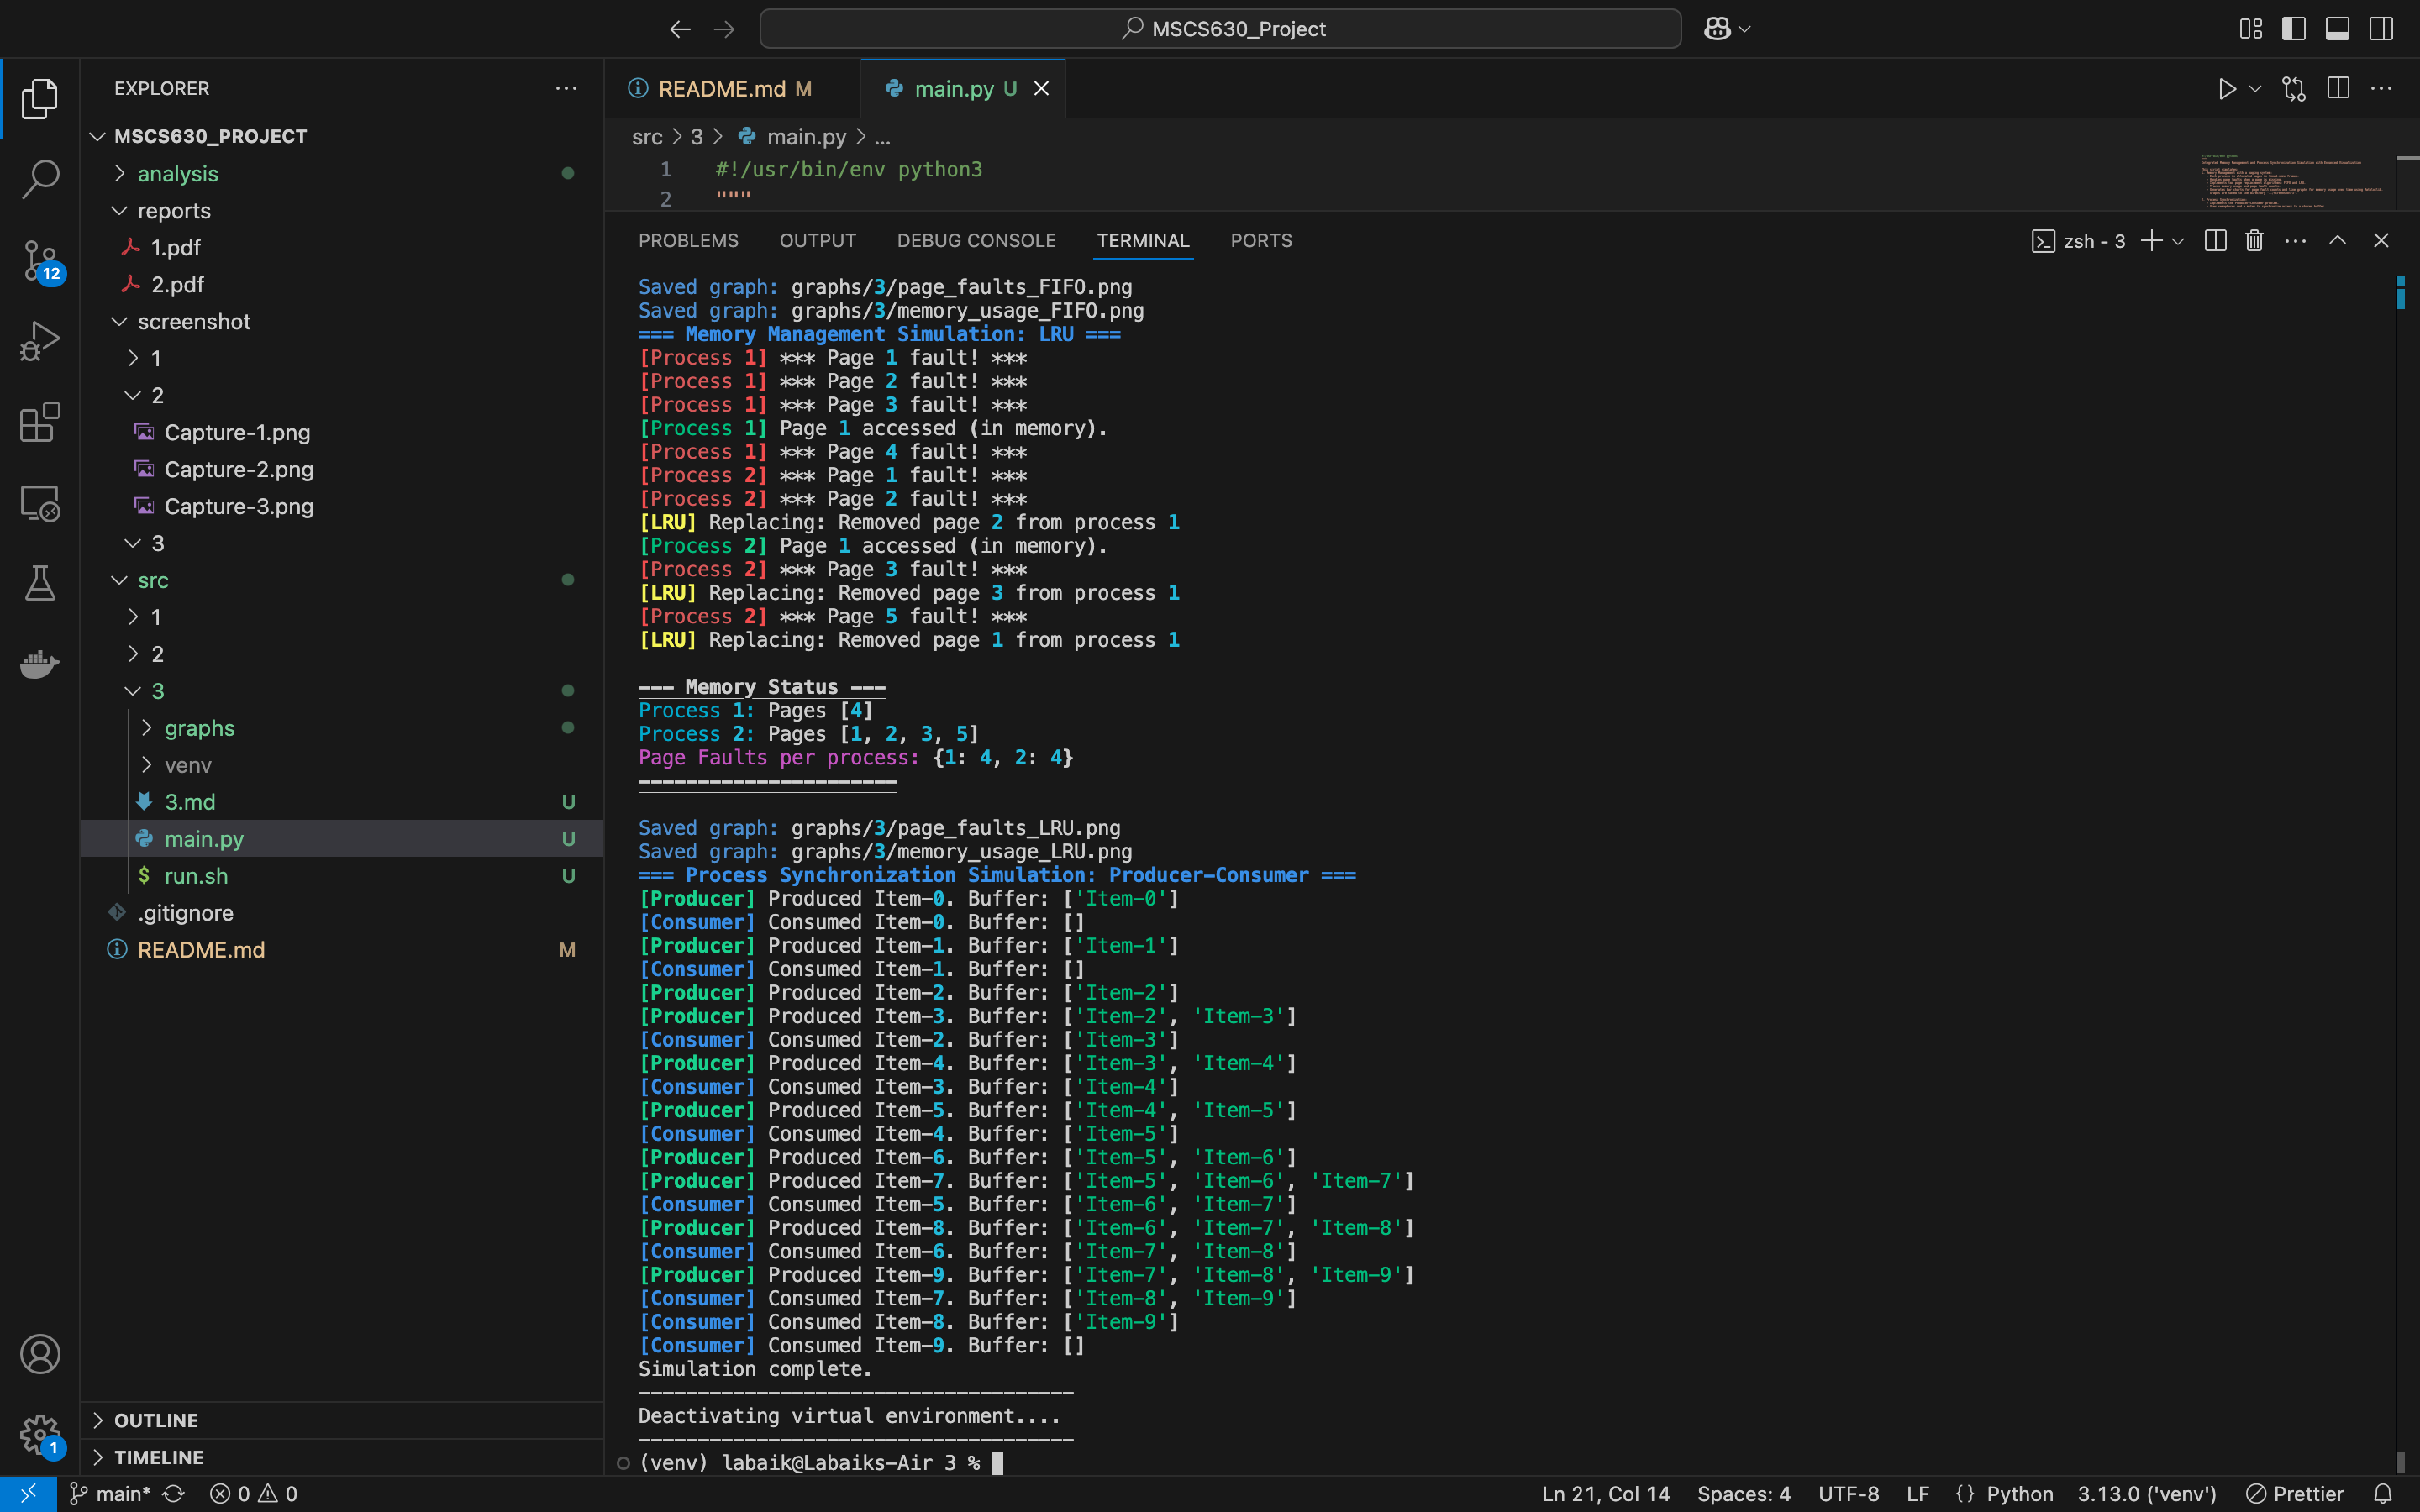 MSCS630_Project
EXPLORER
MSCS630_PROJECT
analysis
reports
1.pdf
2.pdf
screenshot
1
2
Capture-1.png
Capture-2.png
Capture-3.png
3
src
1
2
3
graphs
venv
3.md U
main.py U
run.sh U
.gitignore
README.md M
OUTLINE
TIMELINE
12
1
README.md M
main.py U
src > 3 > main.py > ...
1 #!/usr/bin/env python3
2 """
PROBLEMS OUTPUT DEBUG CONSOLE TERMINAL PORTS
zsh - 3
Saved graph: graphs/3/page_faults_FIFO.png
Saved graph: graphs/3/memory_usage_FIFO.png
=== Memory Management Simulation: LRU ===
[Process 1] *** Page 1 fault! ***
[Process 1] *** Page 2 fault! ***
[Process 1] *** Page 3 fault! ***
[Process 1] Page 1 accessed (in memory).
[Process 1] *** Page 4 fault! ***
[Process 2] *** Page 1 fault! ***
[Process 2] *** Page 2 fault! ***
[LRU] Replacing: Removed page 2 from process 1
[Process 2] Page 1 accessed (in memory).
[Process 2] *** Page 3 fault! ***
[LRU] Replacing: Removed page 3 from process 1
[Process 2] *** Page 5 fault! ***
[LRU] Replacing: Removed page 1 from process 1
--- Memory Status ---
Process 1: Pages [4]
Process 2: Pages [1, 2, 3, 5]
Page Faults per process: {1: 4, 2: 4}
----------------------
Saved graph: graphs/3/page_faults_LRU.png
Saved graph: graphs/3/memory_usage_LRU.png
=== Process Synchronization Simulation: Producer-Consumer ===
[Producer] Produced Item-0. Buffer: ['Item-0']
[Consumer] Consumed Item-0. Buffer: []
[Producer] Produced Item-1. Buffer: ['Item-1']
[Consumer] Consumed Item-1. Buffer: []
[Producer] Produced Item-2. Buffer: ['Item-2']
[Producer] Produced Item-3. Buffer: ['Item-2', 'Item-3']
[Consumer] Consumed Item-2. Buffer: ['Item-3']
[Producer] Produced Item-4. Buffer: ['Item-3', 'Item-4']
[Consumer] Consumed Item-3. Buffer: ['Item-4']
[Producer] Produced Item-5. Buffer: ['Item-4', 'Item-5']
[Consumer] Consumed Item-4. Buffer: ['Item-5']
[Producer] Produced Item-6. Buffer: ['Item-5', 'Item-6']
[Producer] Produced Item-7. Buffer: ['Item-5', 'Item-6', 'Item-7']
[Consumer] Consumed Item-5. Buffer: ['Item-6', 'Item-7']
[Producer] Produced Item-8. Buffer: ['Item-6', 'Item-7', 'Item-8']
[Consumer] Consumed Item-6. Buffer: ['Item-7', 'Item-8']
[Producer] Produced Item-9. Buffer: ['Item-7', 'Item-8', 'Item-9']
[Consumer] Consumed Item-7. Buffer: ['Item-8', 'Item-9']
[Consumer] Consumed Item-8. Buffer: ['Item-9']
[Consumer] Consumed Item-9. Buffer: []
Simulation complete.
-------------------------------------
Deactivating virtual environment....
-------------------------------------
(venv) labaik@Labaiks-Air 3 %
main* 0 0 Ln 21, Col 14 Spaces: 4 UTF-8 LF {} Python 3.13.0 ('venv') Prettier